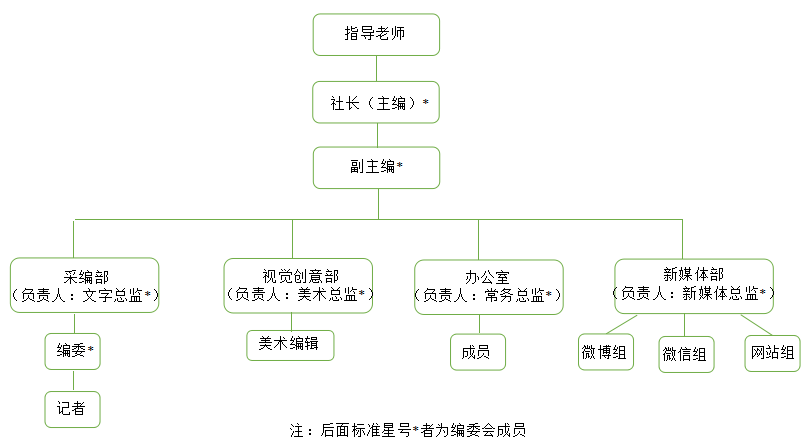 指导老师
社长（主编）*
副主编*
采编部
（负责人：文字总监*）
视觉创意部
（负责人：美术总监*）
办公室
（负责人：常务总监*）
新媒体部
（负责人：新媒体总监*）
编委*
美术编辑
成员
微博组
微信组
网站组
记者
注：后面标准星号*者为编委会成员